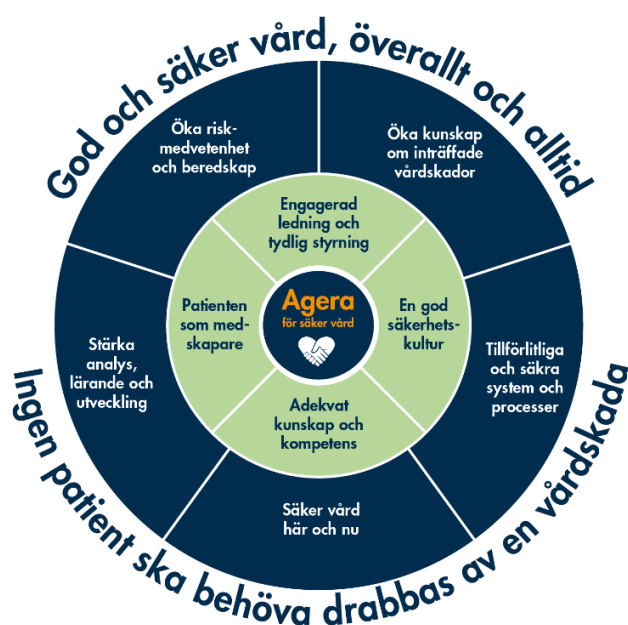 God och säker vård, överallt och alltid
Öka risk-
medvetenhet
och beredskap
Öka kunskap
om inträffade
vårdskador
Engagerad
ledning och
tydlig styrning
Patienten
som med-
skapare
Agera
för säker vård
En god
säkerhets-
kultur
Stärka
analys,
lärande och
utveckling
Tillförlitliga
och säkra
system och
processer
Adekvat
kunskap och
kompetens
Säker vård
här och nu
Ingen patient ska behöva drabbas av en vårdskada